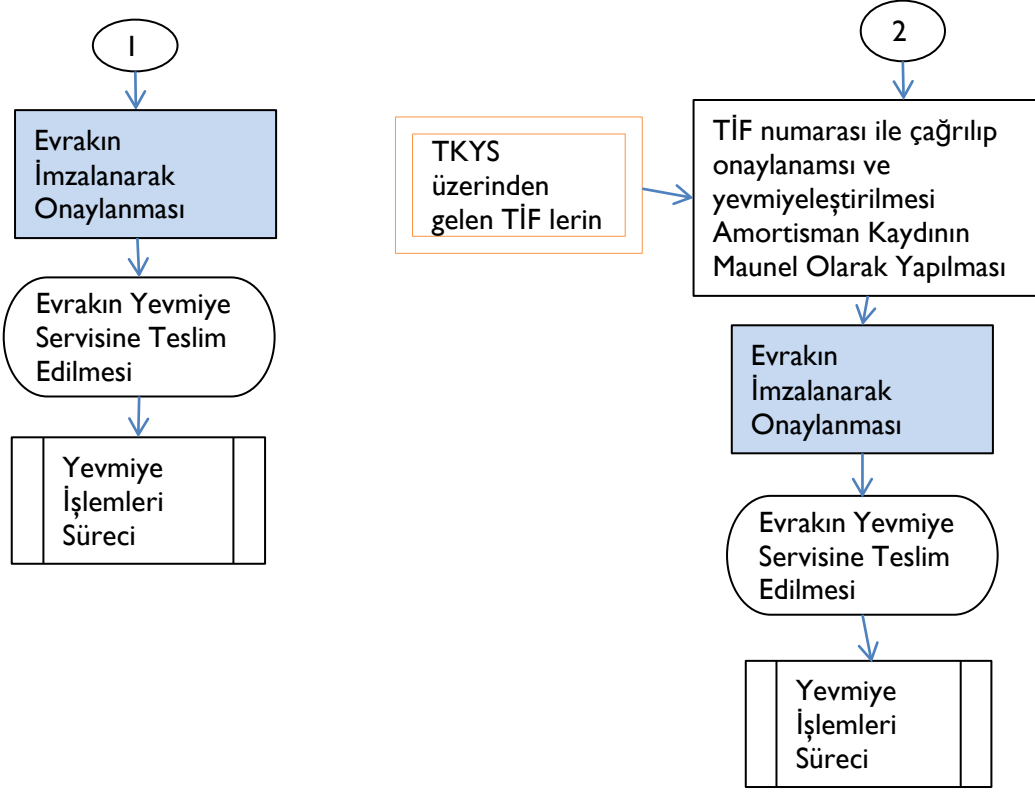 1
Evrakın
İmzalanarak
Onaylanması
Evrakın Yevmiye
Servisine Teslim
Edilmesi
Yevmiye
İşlemleri
Süreci
TKYS
üzerinden
gelen TİF lerin
2
TİF numarası ile çağrılıp
onaylanamsı ve
yevmiyeleştirilmesi
Amortisman Kaydının
Maunel Olarak Yapılması
Evrakın
İmzalanarak
Onaylanması
Evrakın Yevmiye
Servisine Teslim
Edilmesi
Yevmiye
İşlemleri
Süreci